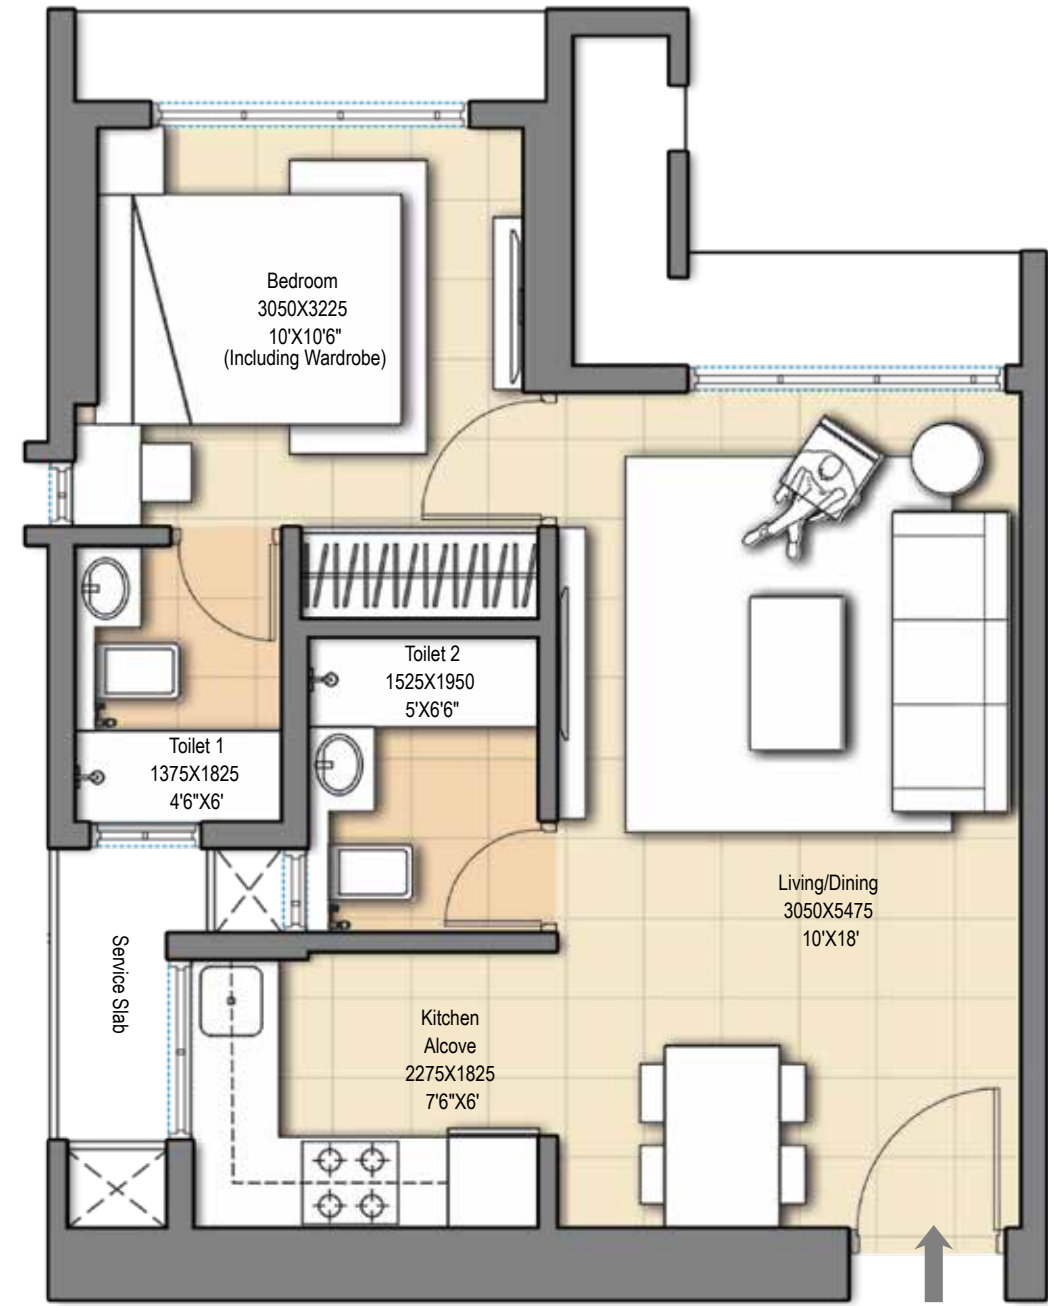 Bedroom
3050X3225
10'X10'6"
(Including Wardrobe)
Toilet 2
1525X1950
5'X6'6"
Toilet 1
1375X1825
4'6"X6'
Living/Dining
3050X5475
10'X18'
Service Slab
Kitchen
Alcove
2275X1825
7'6"X6'